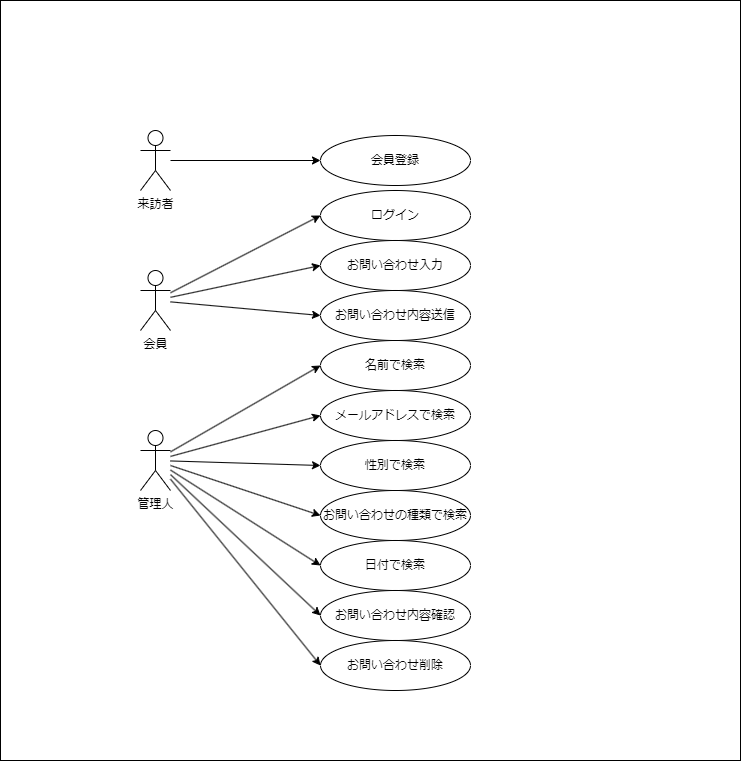 会員登録
来訪者
ログイン
お問い合わせ入力
お問い合わせ内容送信
会員
名前で検索
メールアドレスで検索
性別で検索
管理人
お問い合わせの種類で検索
日付で検索
お問い合わせ内容確認
お問い合わせ削除